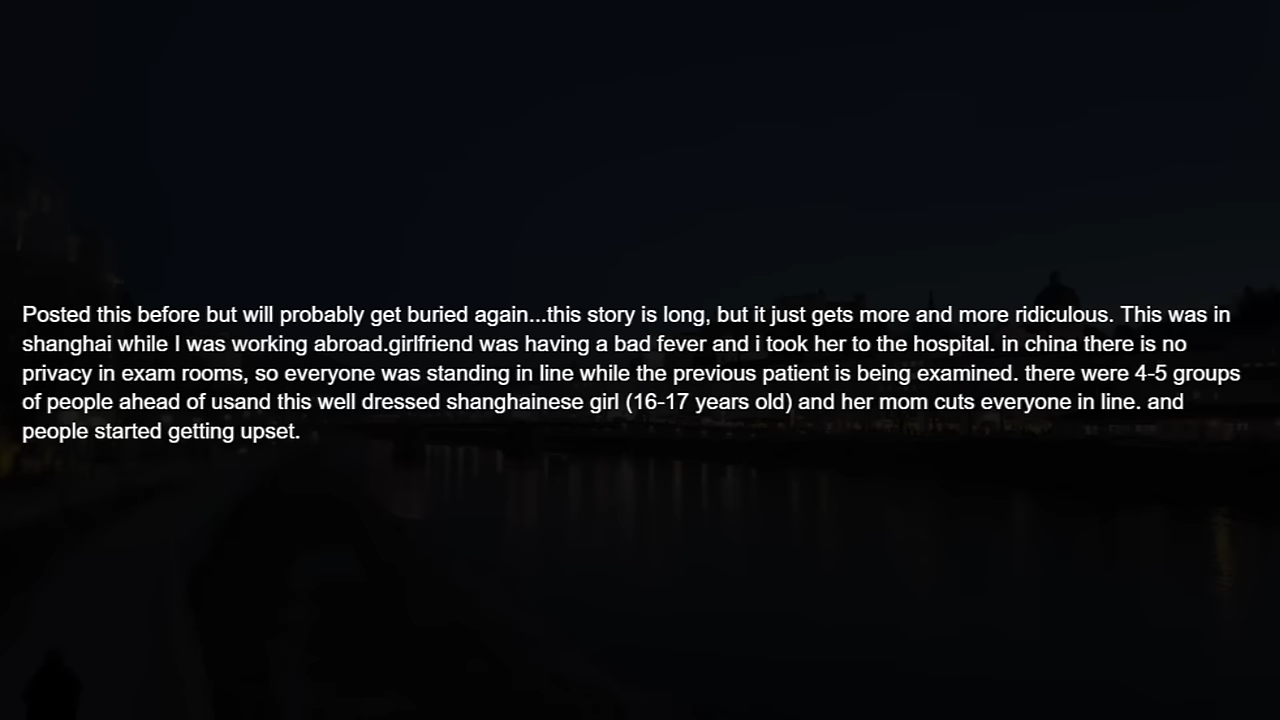 Posted this before but will probably get buried again...this story is long, but it just gets more and more ridiculous. This was in
shanghai while I was working abroad.girlfriend was having a bad fever and i took her to the hospital. in china there is no
privacy in exam rooms, so everyone was standing in line while the previous patient is being examined. there were 4-5 groups
of people ahead of usand this well dressed shanghainese girl (16-17 years old) and her mom cuts everyone in line. and
people started getting upset.